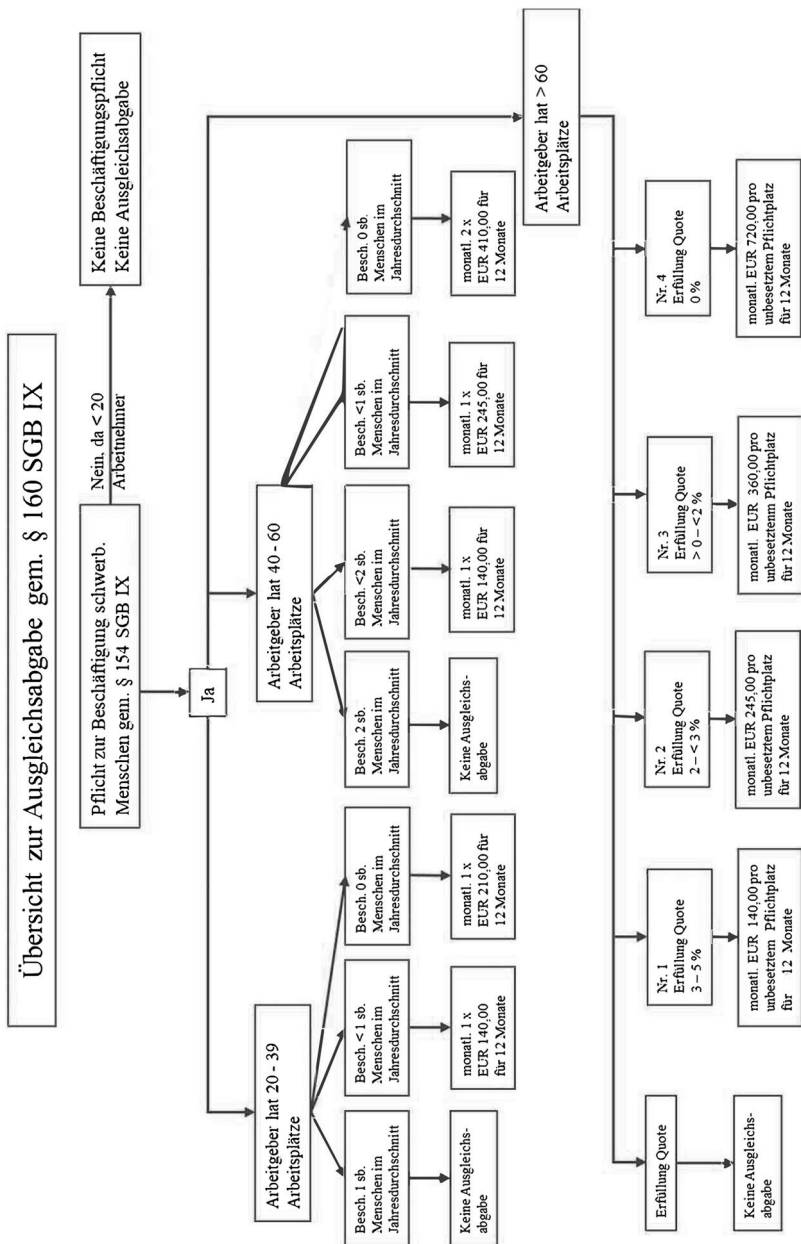 Übersicht zur Ausgleichsabgabe gem. § 160 SGB IX
Pflicht zur Beschäftigung schwerb.
Menschen gem. § 154 SGB IX
Nein, da < 20
Arbeitnehmer
Keine Beschäftigungspflicht
Keine Ausgleichsabgabe
Ja
Arbeitgeber hat 20 - 39
Arbeitsplätze
Besch. 1 sb.
Menschen im
Jahresdurchschnitt
Keine Ausgleichs-
abgabe
Besch. < 1 sb.
Menschen im
Jahresdurchschnitt
monatl. 1 x
EUR 140,00
für 12 Monate
Besch. 0 sb.
Menschen im
Jahresdurchschnitt
monatl. 1 x
EUR 210,00 für
12 Monate
Arbeitgeber hat 40 - 60
Arbeitsplätze
Besch. 2 sb.
Menschen im
Jahresdurchschnitt
Keine Ausgleichs-
abgabe
Besch. <2 sb.
Menschen im
Jahresdurchschnitt
monatl. 1 x
EUR 140,00 für
12 Monate
Besch. <1 sb.
Menschen im
Jahresdurchschnitt
monatl. 1 x
EUR 245,00 für
12 Monate
Besch. 0 sb.
Menschen im
Jahresdurchschnitt
monatl. 2 x
EUR 410,00 für
12 Monate
Arbeitgeber hat > 60
Arbeitsplätze
Erfüllung Quote
Keine Ausgleichs-
abgabe
Nr. 1
Erfüllung Quote
3 – 5 %
monatl. EUR 140,00 pro
unbesetztem Pflichtplatz
für 12 Monate
Nr. 2
Erfüllung Quote
2 – < 3 %
monatl. EUR 245,00 pro
unbesetztem Pflichtplatz
für 12 Monate
Nr. 3
Erfüllung Quote
> 0 – < 2 %
monatl. EUR 360,00 pro
unbesetztenm Pflichtplatz
für 12 Monate
Nr. 4
Erfüllung Quote
0 %
monatl. EUR 720,00 pro
unbesetztem Pflichtplatz
für 12 Monate